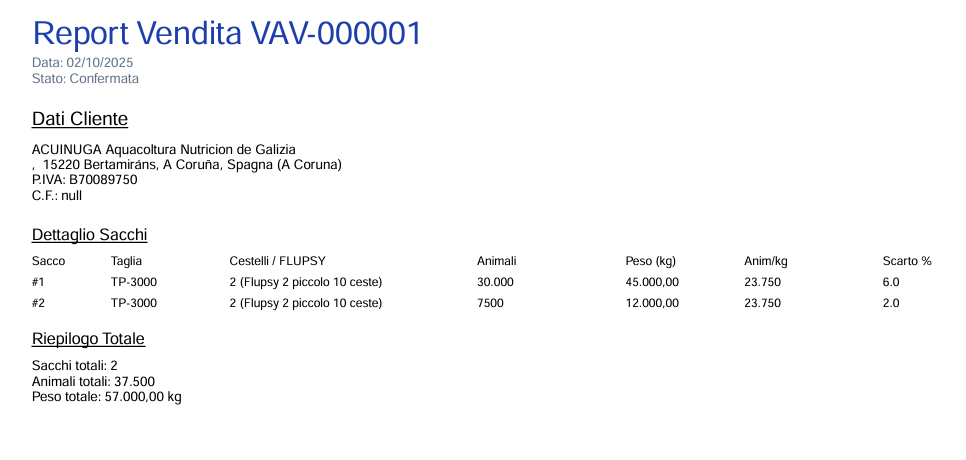 Report Vendita VAV-000001
Data: 02/10/2025
Stato: Confermata
Dati Cliente
ACUINUGA Aquacoltura Nutricion de Galizia
, 15220 Bertamiráns, A Coruña, Spagna (A Coruna)
P.IVA: B70089750
C.F.: null
Dettaglio Sacchi
Sacco Taglia Cestelli / FLUPSY Animali Peso (kg) Anim/kg Scarto %
#1 TP-3000 2 (Flupsy 2 piccolo 10 ceste) 30.000 45.000,00 23.750 6.0
#2 TP-3000 2 (Flupsy 2 piccolo 10 ceste) 7500 12.000,00 23.750 2.0
Riepilogo Totale
Sacchi totali: 2
Animali totali: 37.500
Peso totale: 57.000,00 kg